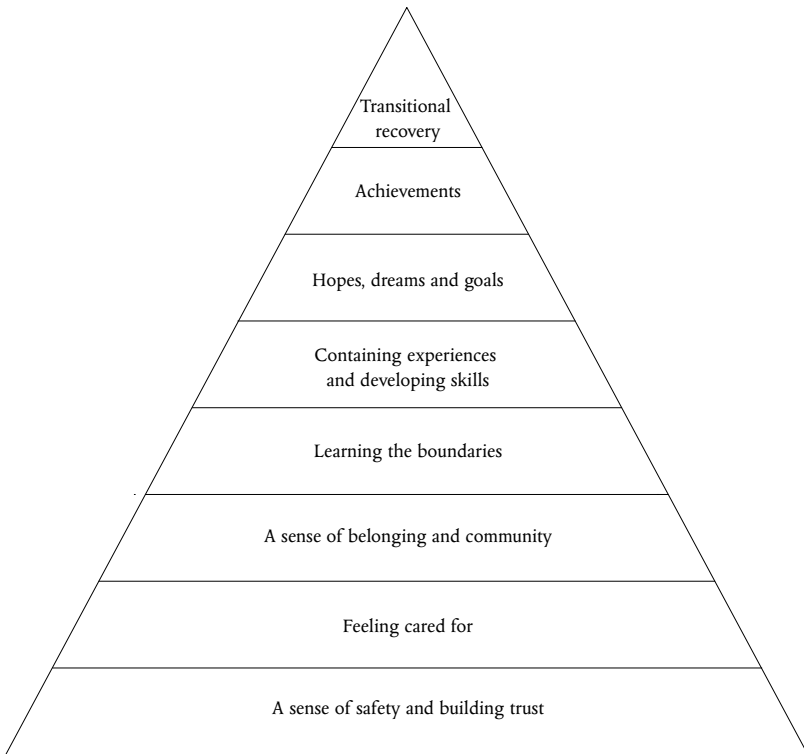 Transitional
recovery
Achievements
Hopes, dreams and goals
Containing experiences
and developing skills
Learning the boundaries
A sense of belonging and community
Feeling cared for
A sense of safety and building trust